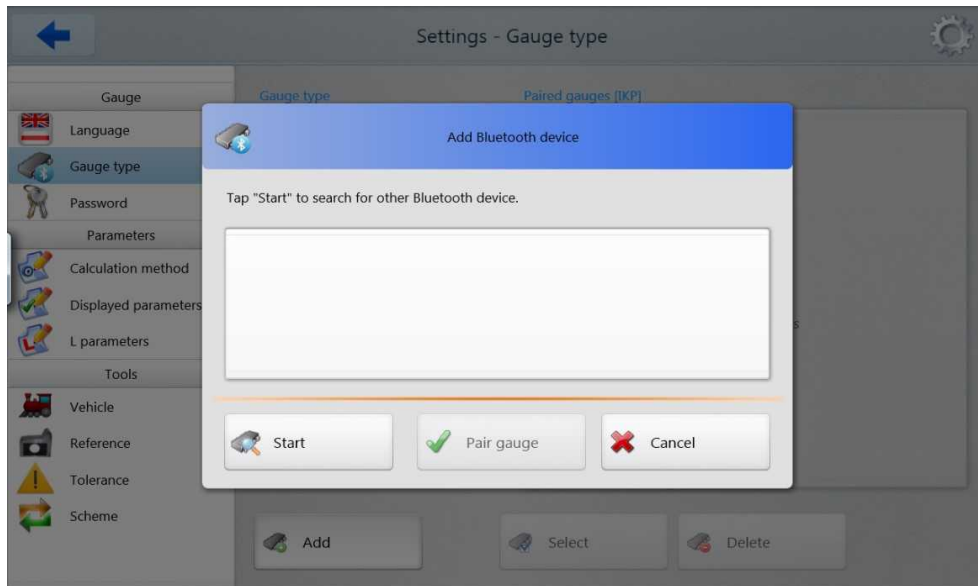 Settings - Gauge type
Gauge
Language
Gauge type
Password
Parameters
Calculation method
Displayed parameters
L parameters
Tools
Vehicle
Reference
Tolerance
Scheme
Gauge type
Paired gauges [IKP]
Add Bluetooth device
Tap "Start" to search for other Bluetooth device.
Start
Pair gauge
Cancel
Add
Select
Delete